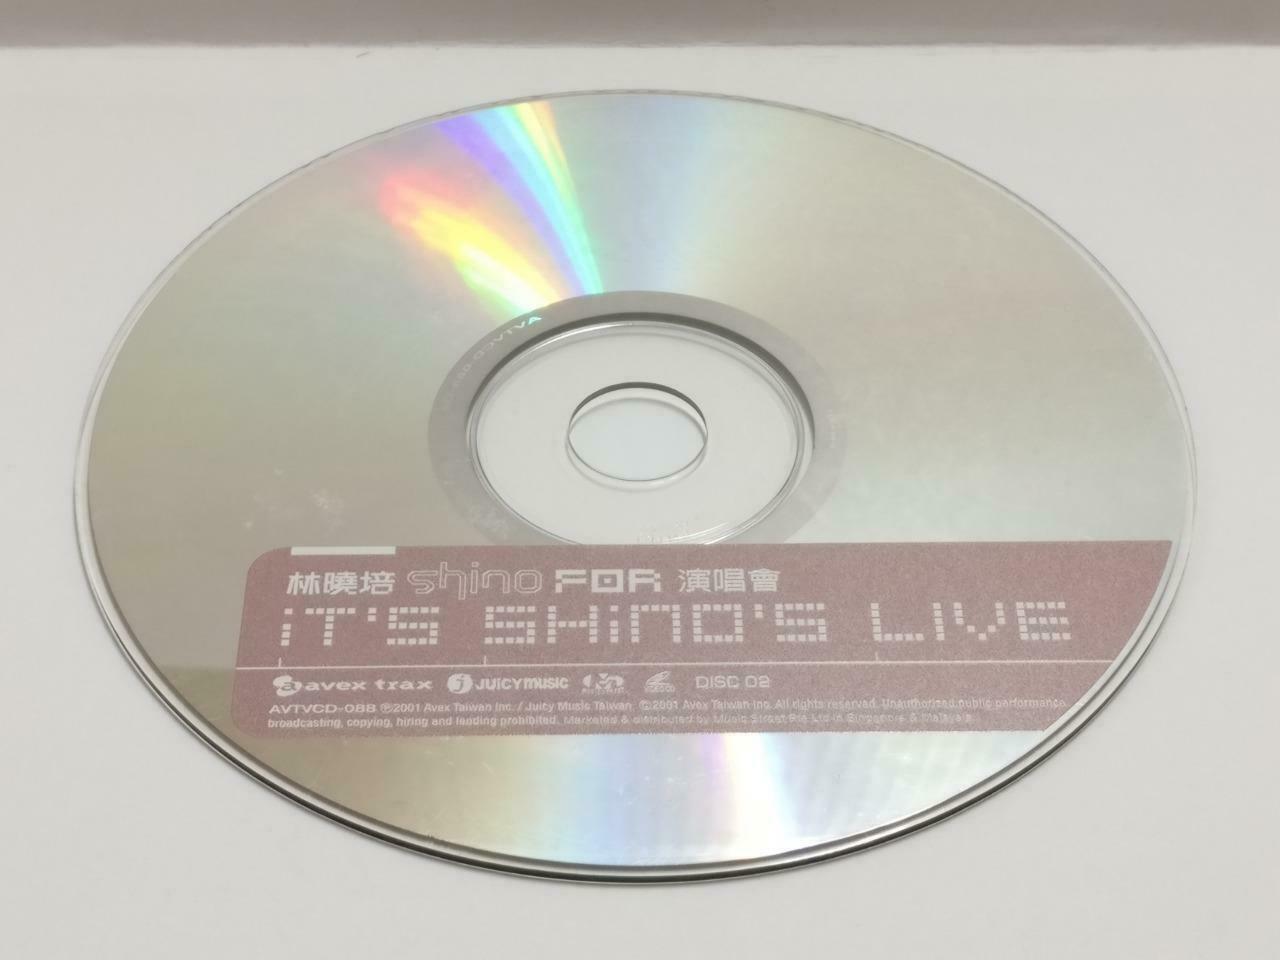 林曉培 shino FOR 演唱會
iT'S SHiNO'S LIVE
avex trax JUICYMUSIC VIDEO CD DISC 02
AVTVCD-088 ℗2001 Avex Taiwan Inc. / Juicy Music Taiwan. ©2001 Avex Taiwan Inc. All rights reserved. Unauthorized public performance,
broadcasting, copying, hiring and lending prohibited. Marketed & distributed by Music Street Pte Ltd in Singapore & Malaysia.